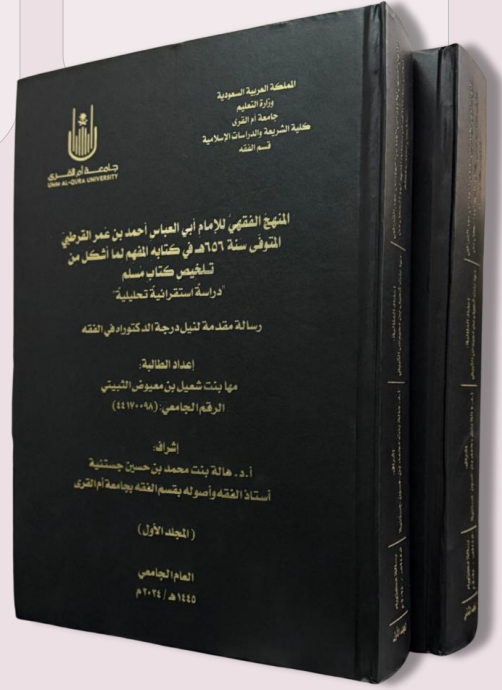 المملكة العربية السعودية
وزارة التعليم
جامعة أم القرى
كلية الشريعة والدراسات الإسلامية
قسم الفقه
جامعة أم القرى
UMM AL-QURA UNIVERSITY
المنهجُ الفقهيُّ للإمام أبي العباس أحمد بن عمر القرطبيّ
المتوفّى سنة ٦٥٦هـ في كتابه المفهم لما أشكل من
تلخيص كتاب مسلم
"دراسة استقرائية تحليلية"
رسالة مقدمة لنيل درجة الدكتوراه في الفقه
إعداد الطالبة:
مها بنت شعيل بن معيوض الثبيتي
الرقم الجامعي: (٤٤١٧٠٠٩٨)
إشراف:
أ.د. هالة بنت محمد بن حسين جستنية
أستاذ الفقه وأصوله بقسم الفقه بجامعة أم القرى
(المجلد الأول)
العام الجامعي
١٤٤٥هـ / ٢٠٢٤م